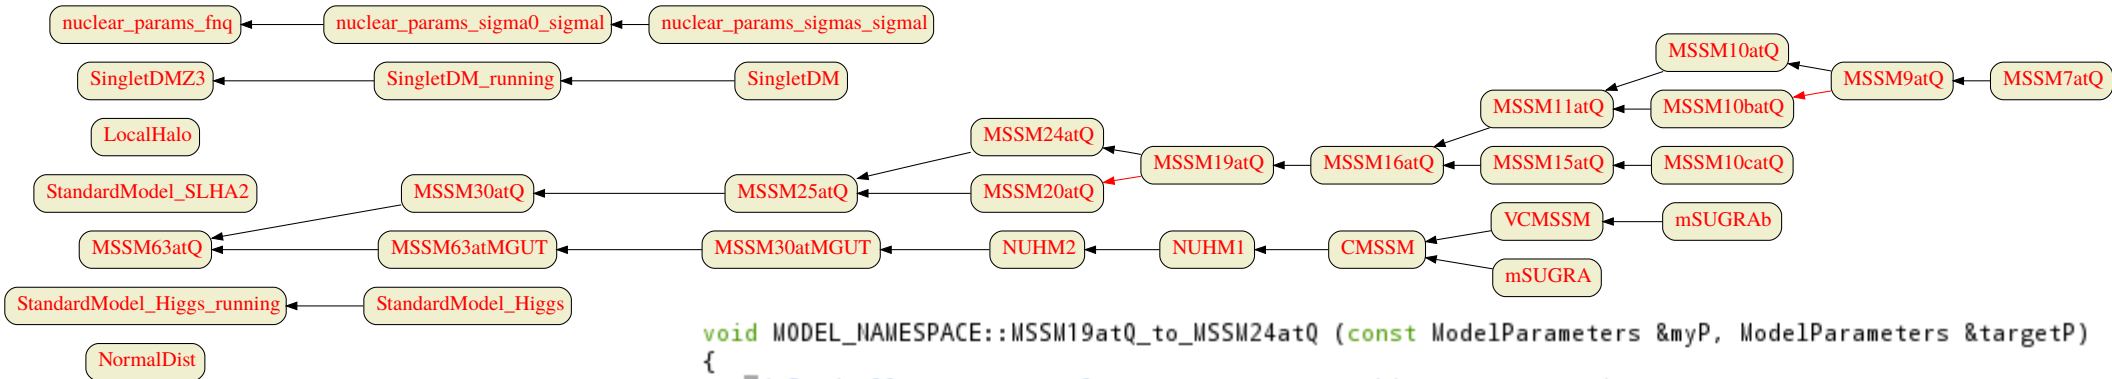 nuclear_params_fnq nuclear_params_sigma0_sigmal nuclear_params_sigmas_sigmal
MSSM10atQ
SingletDMZ3 SingletDM_running SingletDM MSSM9atQ MSSM7atQ
MSSM11atQ MSSM10batQ
LocalHalo MSSM24atQ
MSSM19atQ MSSM16atQ MSSM15atQ MSSM10catQ
StandardModel_SLHA2 MSSM30atQ MSSM25atQ MSSM20atQ
VCMSSM mSUGRAb
MSSM63atQ MSSM63atMGUT MSSM30atMGUT NUHM2 NUHM1 CMSSM
mSUGRA
StandardModel_Higgs_running StandardModel_Higgs
void MODEL_NAMESPACE::MSSM19atQ_to_MSSM24atQ (const ModelParameters &myP, ModelParameters &targetP)
NormalDist
{